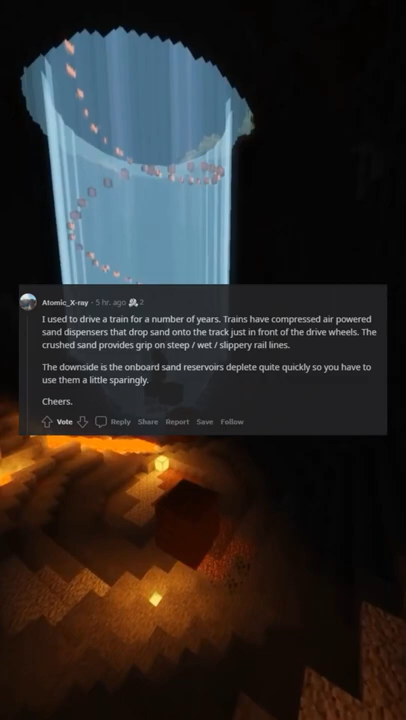 Atomic_X-ray · 5 hr. ago 2
I used to drive a train for a number of years. Trains have compressed air powered
sand dispensers that drop sand onto the track just in front of the drive wheels. The
crushed sand provides grip on steep / wet / slippery rail lines.
The downside is the onboard sand reservoirs deplete quite quickly so you have to
use them a little sparingly.
Cheers.
Vote Reply Share Report Save Follow